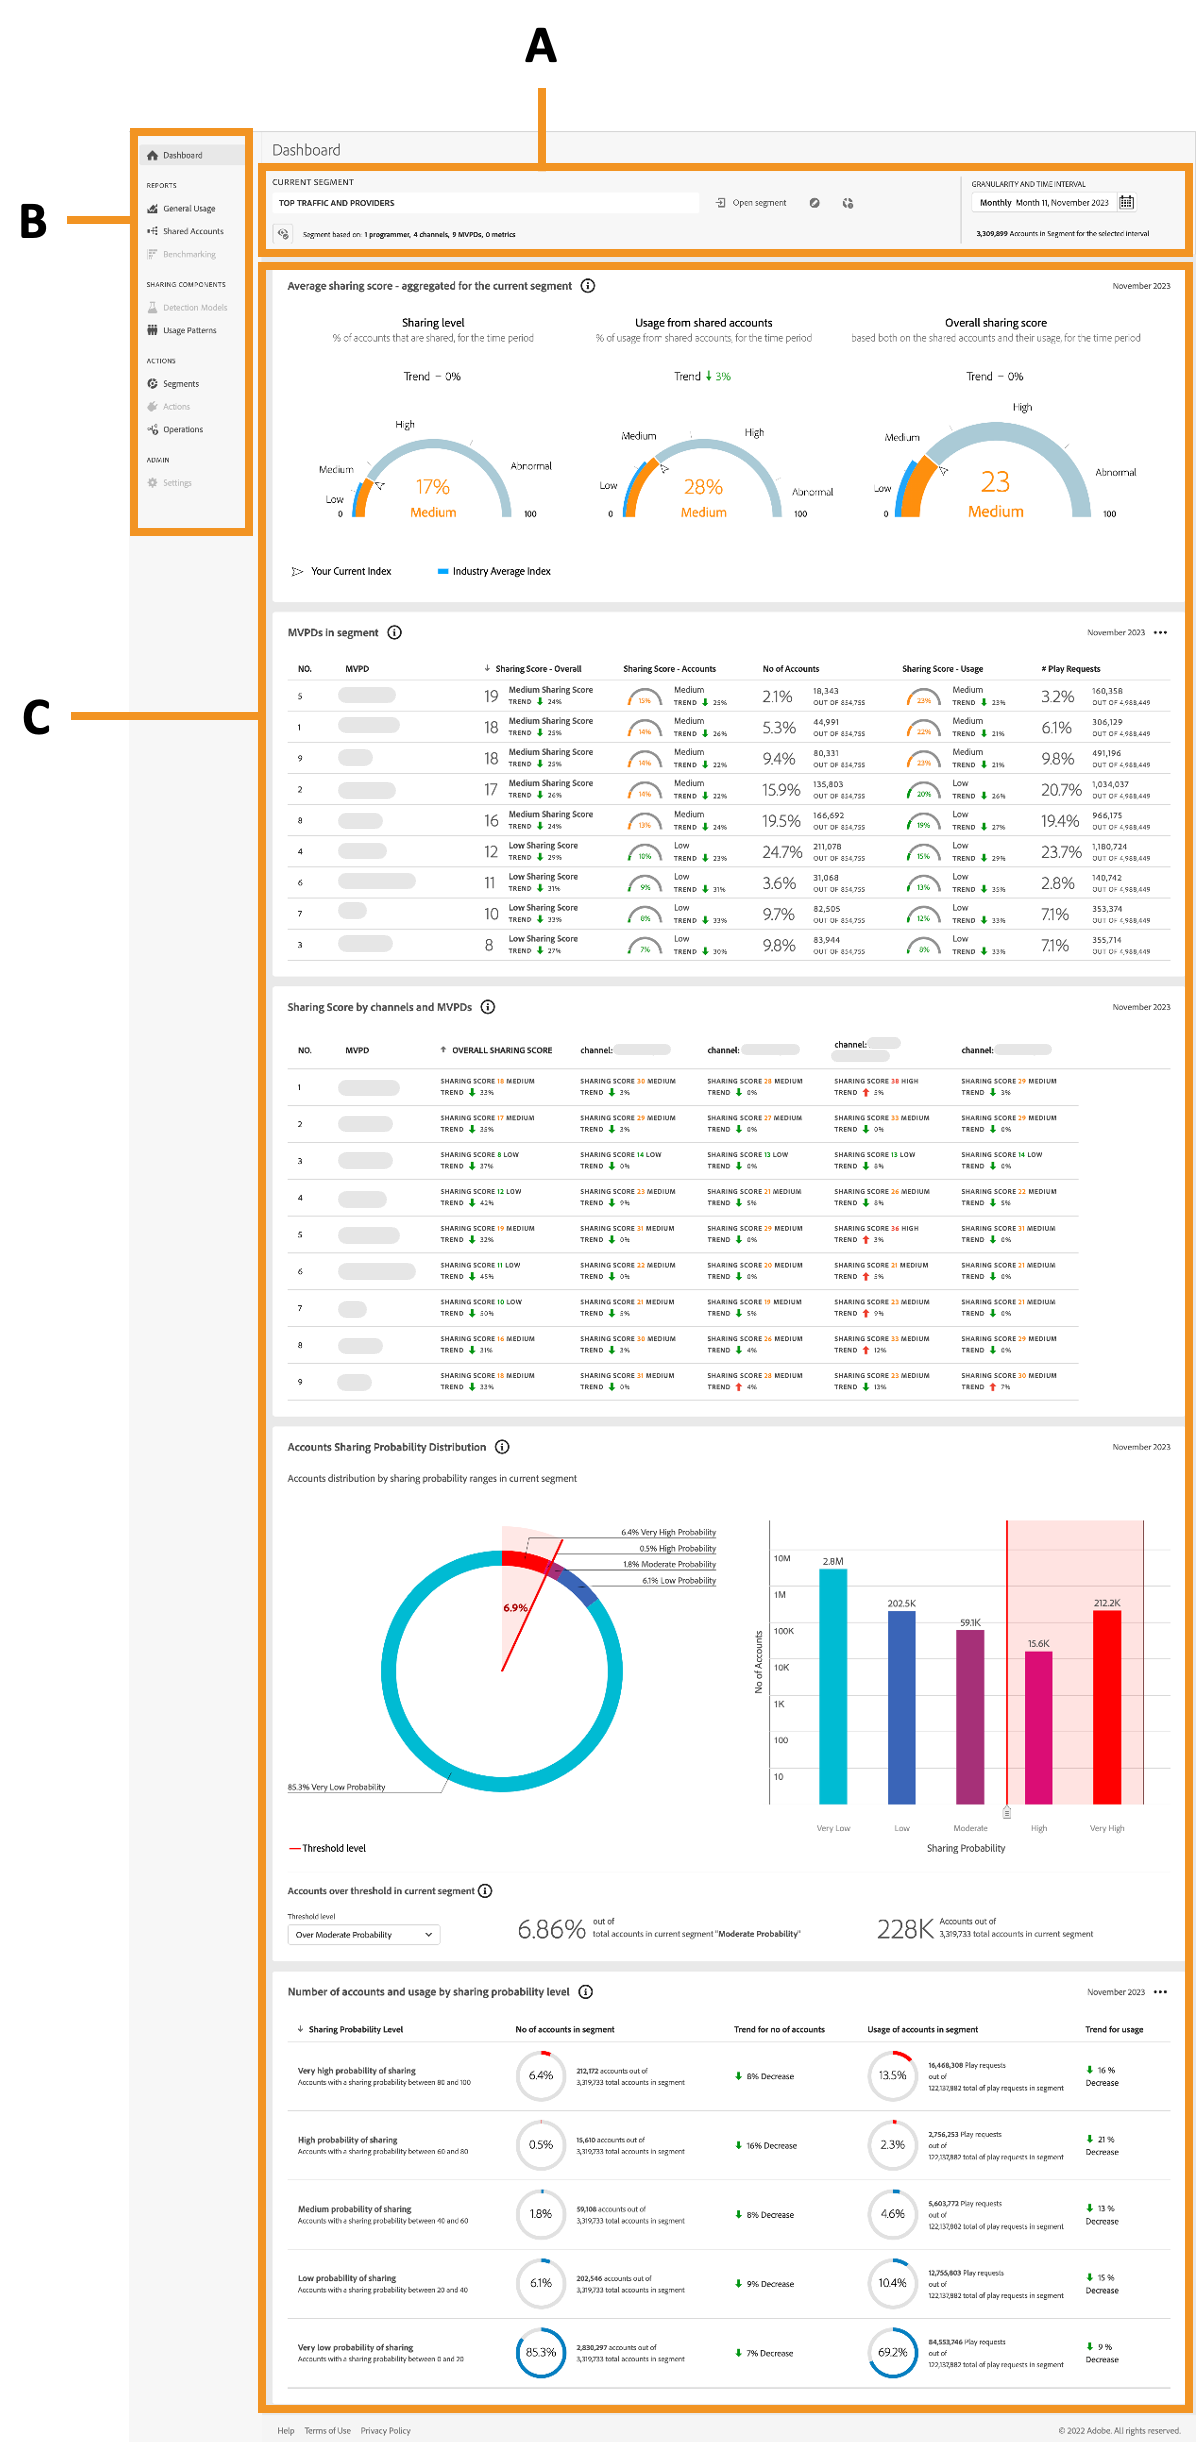 A
B
C
Dashboard
REPORTS
General Usage
Shared Accounts
Benchmarking
SHARING COMPONENTS
Detection Models
Usage Patterns
ACTIONS
Segments
Actions
Operations
ADMIN
Settings
Dashboard
CURRENT SEGMENT
TOP TRAFFIC AND PROVIDERS
Open segment
Segment based on: 1 programmer, 4 channels, 9 MVPDs, 0 metrics
GRANULARITY AND TIME INTERVAL
Monthly Month 11, November 2023
3,309,899 Accounts in Segment for the selected interval
Average sharing score - aggregated for the current segment
November 2023
Sharing level
% of accounts that are shared, for the time period
Trend – 0%
Low
Medium
High
Abnormal
0
17%
Medium
100
Usage from shared accounts
% of usage from shared accounts, for the time period
Trend 3%
Low
Medium
High
Abnormal
0
28%
Medium
100
Overall sharing score
based both on the shared accounts and their usage, for the time period
Trend – 0%
Low
Medium
High
Abnormal
0
23
Medium
100
Your Current Index
Industry Average Index
MVPDs in segment
November 2023
NO. MVPD Sharing Score - Overall Sharing Score - Accounts No of Accounts Sharing Score - Usage # Play Requests
5 19 Medium Sharing Score TREND 24% 15% Medium TREND 25% 2.1% 18,343 OUT OF 854,755 23% Medium TREND 23% 3.2% 160,358 OUT OF 4,988,449
1 18 Medium Sharing Score TREND 25% 14% Medium TREND 26% 5.3% 44,991 OUT OF 854,755 22% Medium TREND 21% 6.1% 306,129 OUT OF 4,988,449
9 18 Medium Sharing Score TREND 25% 14% Medium TREND 22% 9.4% 80,331 OUT OF 854,755 23% Medium TREND 21% 9.8% 491,196 OUT OF 4,988,449
2 17 Medium Sharing Score TREND 26% 14% Medium TREND 22% 15.9% 135,803 OUT OF 854,755 20% Low TREND 26% 20.7% 1,034,037 OUT OF 4,988,449
8 16 Medium Sharing Score TREND 24% 13% Medium TREND 24% 19.5% 166,692 OUT OF 854,755 19% Low TREND 27% 19.4% 966,175 OUT OF 4,988,449
4 12 Low Sharing Score TREND 29% 10% Low TREND 23% 24.7% 211,078 OUT OF 854,755 15% Low TREND 29% 23.7% 1,180,724 OUT OF 4,988,449
6 11 Low Sharing Score TREND 31% 9% Low TREND 31% 3.6% 31,068 OUT OF 854,755 13% Low TREND 35% 2.8% 140,742 OUT OF 4,988,449
7 10 Low Sharing Score TREND 33% 8% Low TREND 33% 9.7% 82,505 OUT OF 854,755 12% Low TREND 33% 7.1% 353,374 OUT OF 4,988,449
3 8 Low Sharing Score TREND 27% 7% Low TREND 30% 9.8% 83,944 OUT OF 854,755 8% Low TREND 33% 7.1% 355,714 OUT OF 4,988,449
Sharing Score by channels and MVPDs
November 2023
NO. MVPD OVERALL SHARING SCORE channel: channel: channel: channel:
1 SHARING SCORE 18 MEDIUM SHARING SCORE 30 MEDIUM SHARING SCORE 28 MEDIUM SHARING SCORE 38 HIGH SHARING SCORE 29 MEDIUM
TREND 33% TREND 3% TREND 0% TREND 5% TREND 3%
2 SHARING SCORE 17 MEDIUM SHARING SCORE 29 MEDIUM SHARING SCORE 27 MEDIUM SHARING SCORE 33 MEDIUM SHARING SCORE 29 MEDIUM
TREND 35% TREND 3% TREND 0% TREND 0% TREND 0%
3 SHARING SCORE 8 LOW SHARING SCORE 14 LOW SHARING SCORE 13 LOW SHARING SCORE 13 LOW SHARING SCORE 14 LOW
TREND 37% TREND 0% TREND 0% TREND 8% TREND 0%
4 SHARING SCORE 12 LOW SHARING SCORE 23 MEDIUM SHARING SCORE 21 MEDIUM SHARING SCORE 26 MEDIUM SHARING SCORE 22 MEDIUM
TREND 42% TREND 9% TREND 5% TREND 8% TREND 5%
5 SHARING SCORE 19 MEDIUM SHARING SCORE 31 MEDIUM SHARING SCORE 29 MEDIUM SHARING SCORE 36 HIGH SHARING SCORE 31 MEDIUM
TREND 32% TREND 0% TREND 0% TREND 3% TREND 0%
6 SHARING SCORE 11 LOW SHARING SCORE 22 MEDIUM SHARING SCORE 20 MEDIUM SHARING SCORE 21 MEDIUM SHARING SCORE 21 MEDIUM
TREND 45% TREND 0% TREND 0% TREND 5% TREND 0%
7 SHARING SCORE 10 LOW SHARING SCORE 21 MEDIUM SHARING SCORE 19 MEDIUM SHARING SCORE 23 MEDIUM SHARING SCORE 21 MEDIUM
TREND 50% TREND 5% TREND 5% TREND 9% TREND 0%
8 SHARING SCORE 16 MEDIUM SHARING SCORE 30 MEDIUM SHARING SCORE 26 MEDIUM SHARING SCORE 33 MEDIUM SHARING SCORE 29 MEDIUM
TREND 31% TREND 3% TREND 4% TREND 12% TREND 0%
9 SHARING SCORE 18 MEDIUM SHARING SCORE 31 MEDIUM SHARING SCORE 28 MEDIUM SHARING SCORE 23 MEDIUM SHARING SCORE 30 MEDIUM
TREND 33% TREND 0% TREND 4% TREND 13% TREND 7%
Accounts Sharing Probability Distribution
November 2023
Accounts distribution by sharing probability ranges in current segment
6.4% Very High Probability
0.5% High Probability
1.8% Moderate Probability
6.1% Low Probability
6.9%
85.3% Very Low Probability
Threshold level
No of Accounts
10M
1M
100K
10K
1K
100
10
2.8M
202.5K
59.1K
15.6K
212.2K
Very Low Low Moderate High Very High
Sharing Probability
Accounts over threshold in current segment
Threshold level
Over Moderate Probability
6.86% out of
total accounts in current segment "Moderate Probability"
228K Accounts out of
3,319,733 total accounts in current segment
Number of accounts and usage by sharing probability level
November 2023
Sharing Probability Level No of accounts in segment Trend for no of accounts Usage of accounts in segment Trend for usage
Very high probability of sharing
Accounts with a sharing probability between 80 and 100
6.4%
212,172 accounts out of
3,319,733 total accounts in segment
8% Decrease
13.5%
16,468,308 Play requests
out of
122,137,882 total of play requests in segment
16 %
Decrease
High probability of sharing
Accounts with a sharing probability between 60 and 80
0.5%
15,610 accounts out of
3,319,733 total accounts in segment
16% Decrease
2.3%
2,756,253 Play requests
out of
122,137,882 total of play requests in segment
21 %
Decrease
Medium probability of sharing
Accounts with a sharing probability between 40 and 60
1.8%
59,108 accounts out of
3,319,733 total accounts in segment
8% Decrease
4.6%
5,603,772 Play requests
out of
122,137,882 total of play requests in segment
13 %
Decrease
Low probability of sharing
Accounts with a sharing probability between 20 and 40
6.1%
202,546 accounts out of
3,319,733 total accounts in segment
9% Decrease
10.4%
12,755,803 Play requests
out of
122,137,882 total of play requests in segment
15 %
Decrease
Very low probability of sharing
Accounts with a sharing probability between 0 and 20
85.3%
2,830,297 accounts out of
3,319,733 total accounts in segment
7% Decrease
69.2%
84,553,746 Play requests
out of
122,137,882 total of play requests in segment
9 %
Decrease
Help Terms of Use Privacy Policy
© 2022 Adobe. All rights reserved.